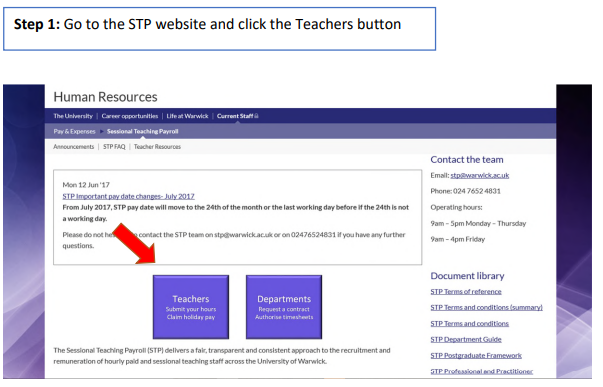 Step 1: Go to the STP website and click the Teachers button
Human Resources
The University | Career opportunities | Life at Warwick | Current Staff
Pay & Expenses Sessional Teaching Payroll
Announcements | STP FAQ | Teacher Resources
Mon 12 Jun '17
STP Important pay date changes- July 2017
From July 2017, STP pay date will move to the 24th of the month or the last working day before if the 24th is not
a working day.
Please do not contact the STP team on stp@warwick.ac.uk or on 02476524831 if you have any further
questions.
Teachers
Submit your hours
Claim holiday pay
Departments
Request a contract
Authorise timesheets
The Sessional Teaching Payroll (STP) delivers a fair, transparent and consistent approach to the recruitment and
remuneration of hourly paid and sessional teaching staff across the University of Warwick.
Contact the team
Email: stp@warwick.ac.uk
Phone: 024 7652 4831
Operating hours:
9am – 5pm Monday – Thursday
9am – 4pm Friday
Document library
STP Terms of reference
STP Terms and conditions (summary)
STP Terms and conditions
STP Department Guide
STP Postgraduate Framework
STP Professional and Practitioner